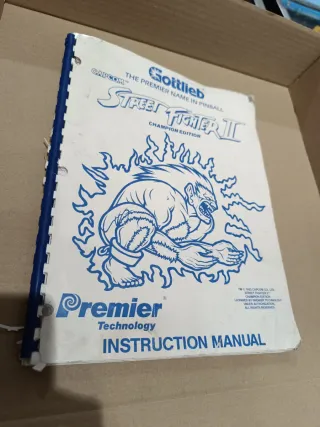 Gottlieb
THE PREMIER NAME IN PINBALL
CAPCOM
STREET FIGHTER II
CHAMPION EDITION
Premier
Technology
INSTRUCTION MANUAL